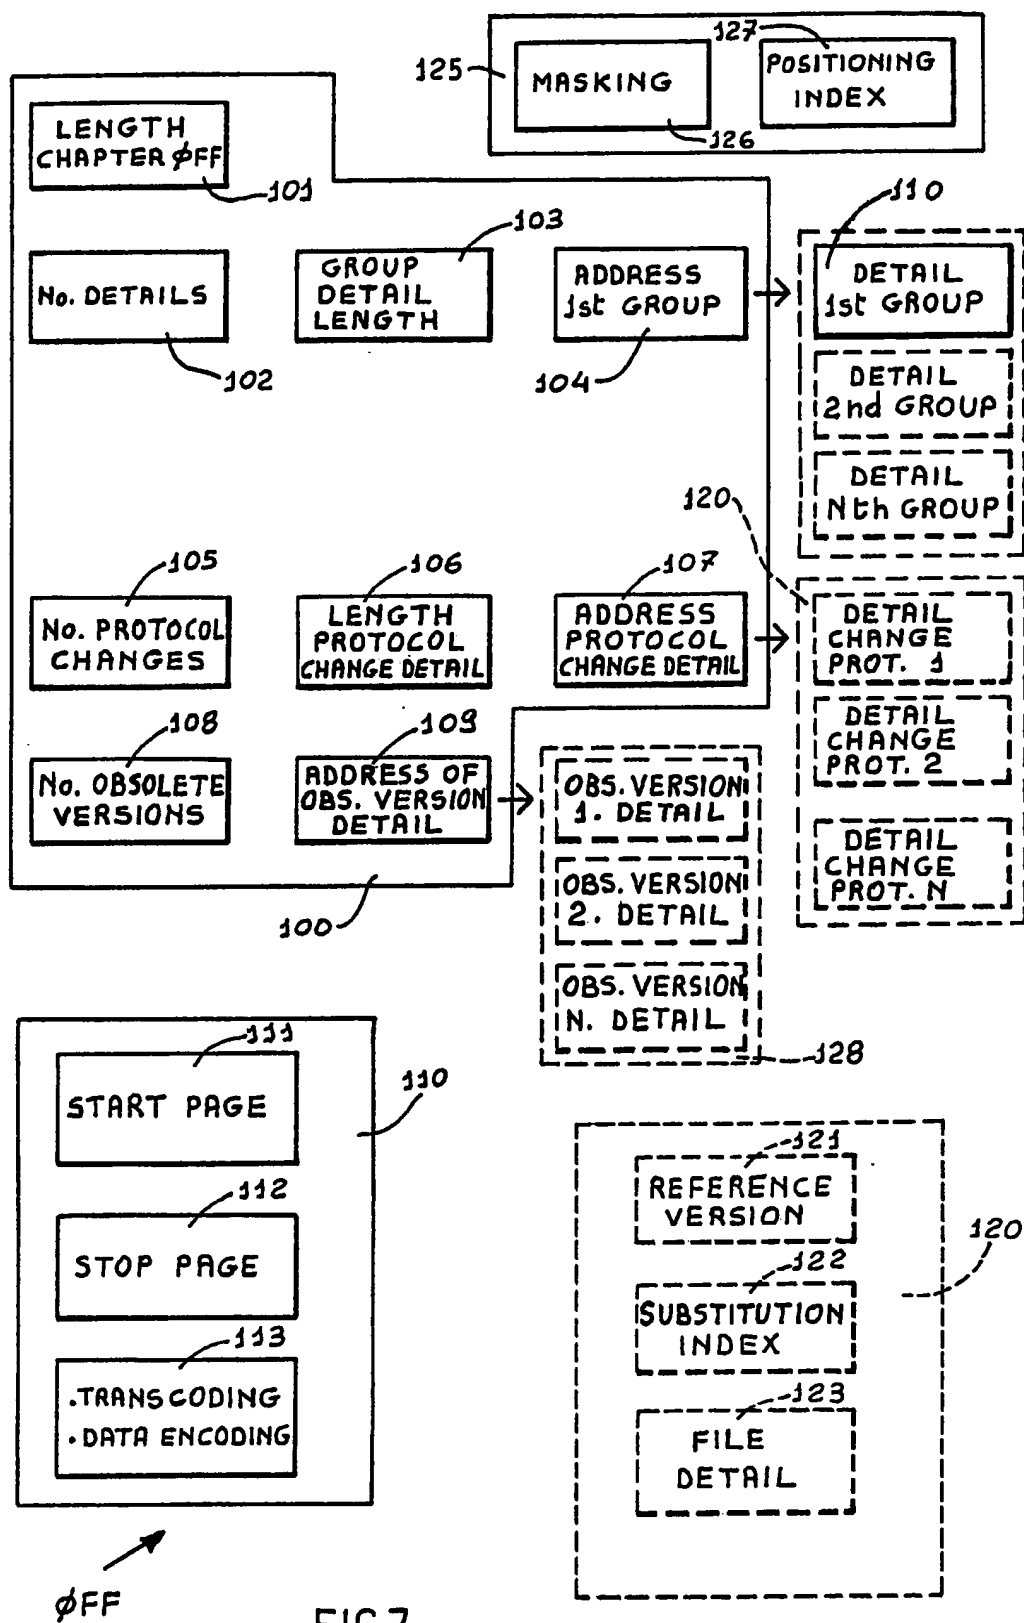 127
125
MASKING
126
POSITIONING
INDEX
LENGTH
CHAPTER ØFF
101
No. DETAILS
102
103
GROUP
DETAIL
LENGTH
ADDRESS
1st GROUP
104
110
DETAIL
1st GROUP
DETAIL
2nd GROUP
DETAIL
Nth GROUP
120
105
No. PROTOCOL
CHANGES
106
LENGTH
PROTOCOL
CHANGE DETAIL
107
ADDRESS
PROTOCOL
CHANGE DETAIL
DETAIL
CHANGE
PROT. 1
DETAIL
CHANGE
PROT. 2
DETAIL
CHANGE
PROT. N
108
No. OBSOLETE
VERSIONS
109
ADDRESS OF
OBS. VERSION
DETAIL
100
OBS. VERSION
1. DETAIL
OBS. VERSION
2. DETAIL
OBS. VERSION
N. DETAIL
128
111
START PAGE
110
112
STOP PAGE
113
.TRANSCODING
.DATA ENCODING
121
REFERENCE
VERSION
120
122
SUBSTITUTION
INDEX
123
FILE
DETAIL
ØFF
FIG.7